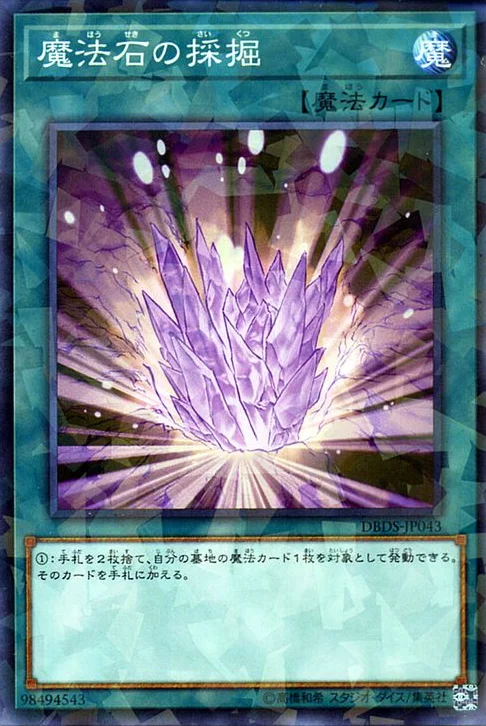 魔法石の採掘
魔
【魔法カード】
DBDS-JP043
①：手札を２枚捨て、自分の墓地の魔法カード１枚を対象として発動できる。
そのカードを手札に加える。
98494543
©高橋和希 スタジオ・ダイス/集英社